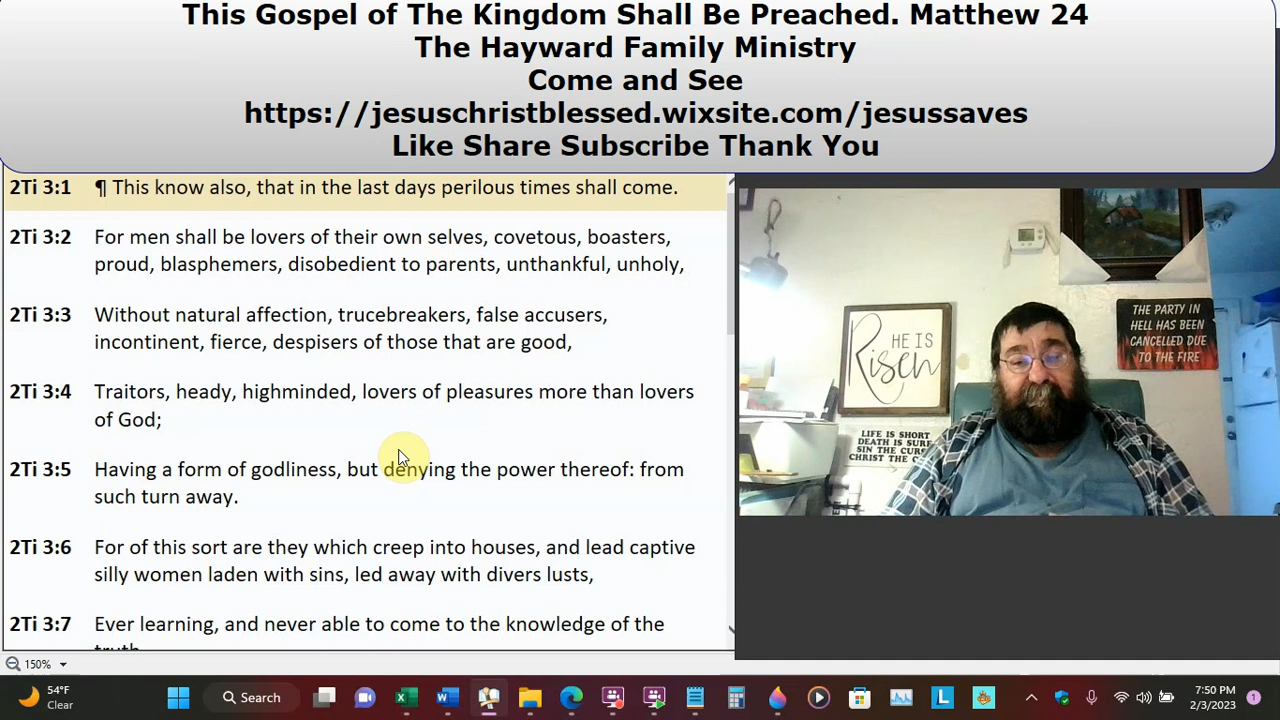 This Gospel of The Kingdom Shall Be Preached. Matthew 24
The Hayward Family Ministry
Come and See
https://jesuschristblessed.wixsite.com/jesussaves
Like Share Subscribe Thank You
2Ti 3:1 ¶ This know also, that in the last days perilous times shall come.
2Ti 3:2 For men shall be lovers of their own selves, covetous, boasters,
proud, blasphemers, disobedient to parents, unthankful, unholy,
2Ti 3:3 Without natural affection, trucebreakers, false accusers,
incontinent, fierce, despisers of those that are good,
2Ti 3:4 Traitors, heady, highminded, lovers of pleasures more than lovers
of God;
2Ti 3:5 Having a form of godliness, but denying the power thereof: from
such turn away.
2Ti 3:6 For of this sort are they which creep into houses, and lead captive
silly women laden with sins, led away with divers lusts,
2Ti 3:7 Ever learning, and never able to come to the knowledge of the
truth
HE IS
Risen
THE PARTY IN
HELL HAS BEEN
CANCELLED DUE
TO THE FIRE
LIFE IS SHORT
DEATH IS SURE
SIN THE
CHRIST THE
150%
54°F
Clear
Search
L
7:50 PM
2/3/2023
1